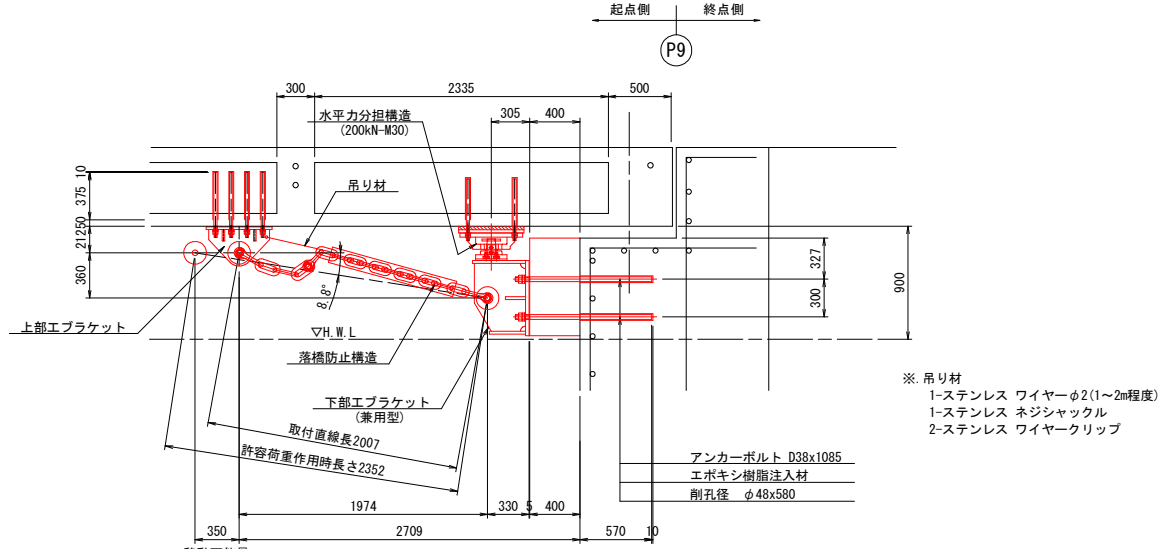 起点側
終点側
P9
300
2335
500
水平力分担構造
(200kN-M30)
305
400
10
375
50
212
360
吊り材
8.8°
327
300
900
上部エブラケット
▽H.W.L
落橋防止構造
下部エブラケット
(兼用型)
取付直線長2007
許容荷重作用時長さ2352
※.吊り材
1-ステンレス ワイヤーφ2(1~2m程度)
1-ステンレス ネジシャックル
2-ステンレス ワイヤークリップ
アンカーボルト D38x1085
エポキシ樹脂注入材
削孔径 φ48x580
1974
330
5
400
350
2709
570
10